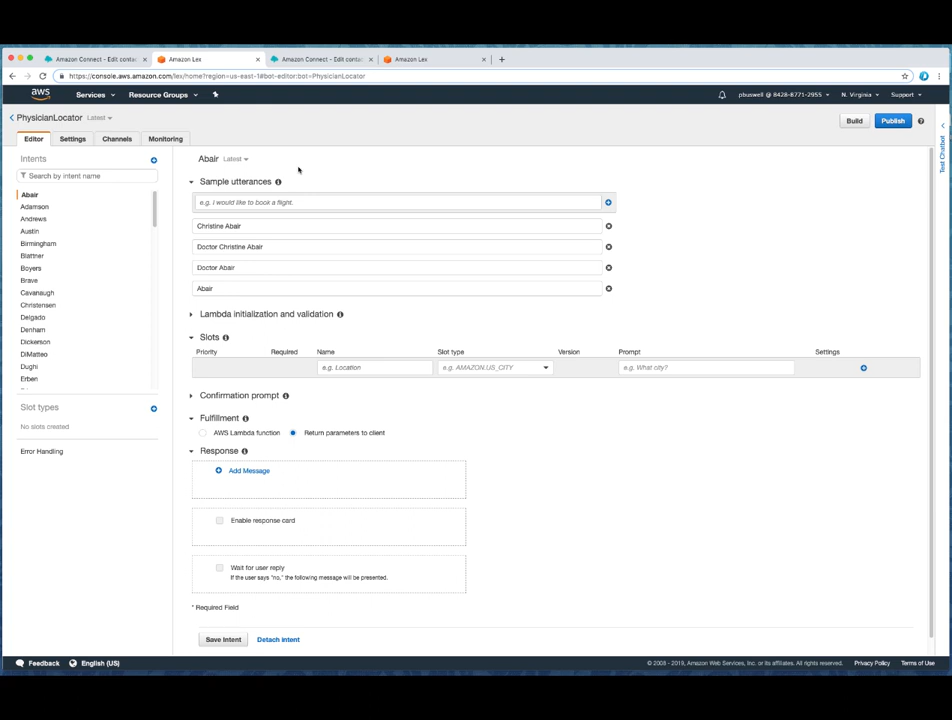 Amazon Connect - Edit contac
Amazon Lex
Amazon Connect - Edit contac
Amazon Lex
https://console.aws.amazon.com/lex/home?region=us-east-1#bot-editor:bot=PhysicianLocator
aws
Services
Resource Groups
pbuswell @ 8428-8771-2955
N. Virginia
Support
PhysicianLocator
Latest
Build
Publish
Editor
Settings
Channels
Monitoring
Test Chatbot
Intents
Search by intent name
Abair
Adamson
Andrews
Austin
Birmingham
Blattner
Boyers
Brave
Cavanaugh
Christensen
Delgado
Denham
Dickerson
DiMatteo
Dughi
Erben
Slot types
No slots created
Error Handling
Abair Latest
Sample utterances
e.g. I would like to book a flight.
Christine Abair
Doctor Christine Abair
Doctor Abair
Abair
Lambda initialization and validation
Slots
Priority Required Name Slot type Version Prompt Settings
e.g. Location e.g. AMAZON.US_CITY e.g. What city?
Confirmation prompt
Fulfillment
AWS Lambda function Return parameters to client
Response
Add Message
Enable response card
Wait for user reply
If the user says "no," the following message will be presented.
* Required Field
Save Intent Detach intent
Feedback English (US)
© 2008 - 2019, Amazon Web Services, Inc. or its affiliates. All rights reserved. Privacy Policy Terms of Use